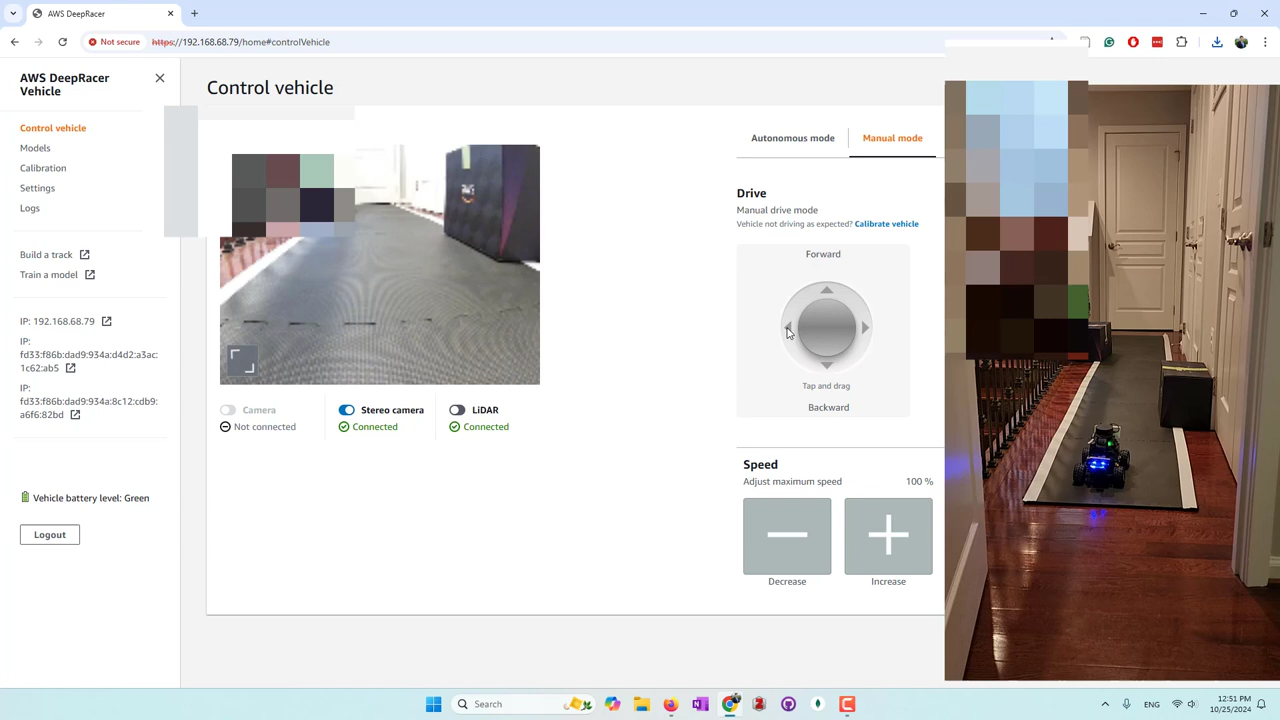 AWS DeepRacer
Not secure
https://192.168.68.79/home#controlVehicle
AWS DeepRacer
Vehicle
Control vehicle
Models
Calibration
Settings
Logs
Build a track
Train a model
IP: 192.168.68.79
IP:
fd33:f86b:dad9:934a:d4d2:a3ac:
1c62:ab5
IP:
fd33:f86b:dad9:934a:8c12:cdb9:
a6f6:82bd
Vehicle battery level: Green
Logout
Control vehicle
Camera
Not connected
Stereo camera
Connected
LiDAR
Connected
Autonomous mode
Manual mode
Drive
Manual drive mode
Vehicle not driving as expected? Calibrate vehicle
Forward
Tap and drag
Backward
Speed
Adjust maximum speed 100 %
Decrease
Increase
Search
ENG
12:51 PM
10/25/2024